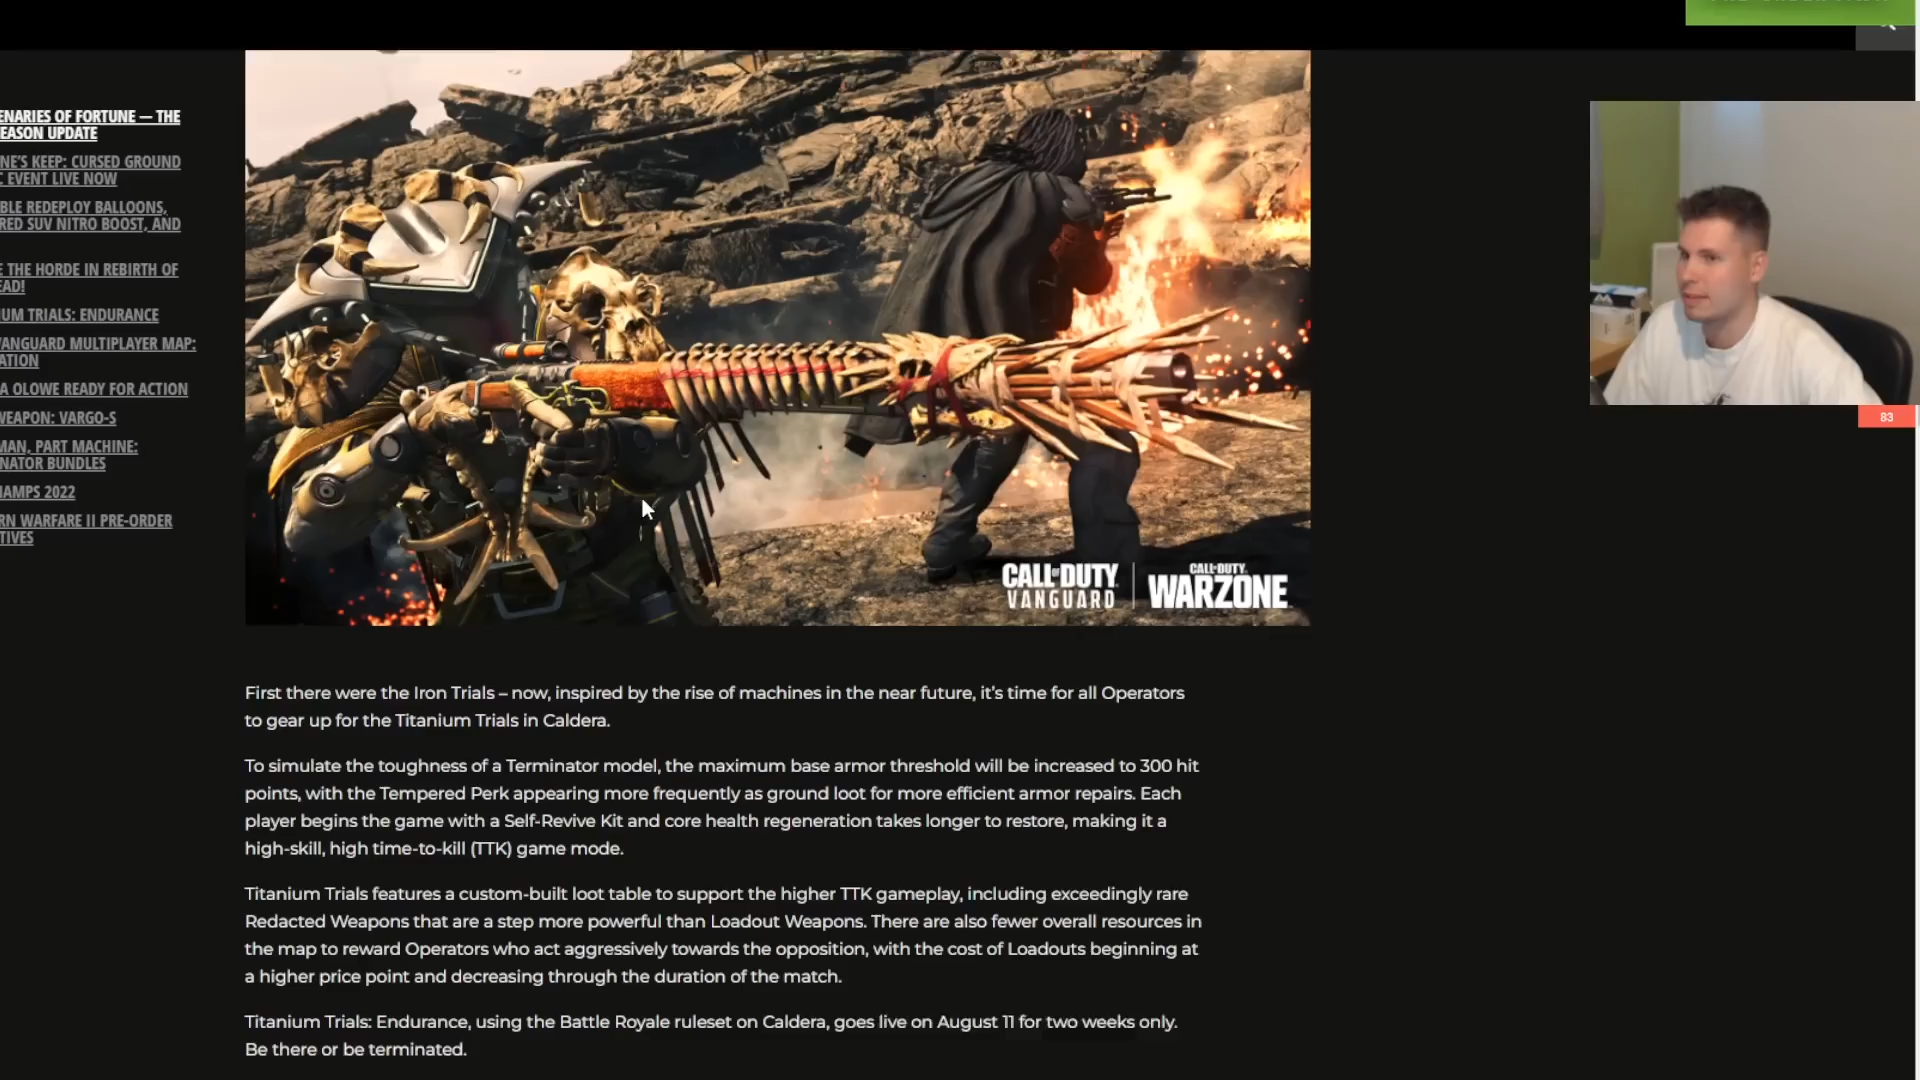 ENARIES OF FORTUNE — THE
EASON UPDATE
NE'S KEEP: CURSED GROUND
C EVENT LIVE NOW
BLE REDEPLOY BALLOONS,
RED SUV NITRO BOOST, AND
E THE HORDE IN REBIRTH OF
EAD!
IUM TRIALS: ENDURANCE
VANGUARD MULTIPLAYER MAP:
ATION
A OLOWE READY FOR ACTION
WEAPON: VARGO-S
MAN, PART MACHINE:
NATOR BUNDLES
HAMPS 2022
RN WARFARE II PRE-ORDER
TIVES
CALL OF DUTY
VANGUARD
CALL OF DUTY
WARZONE
83
First there were the Iron Trials – now, inspired by the rise of machines in the near future, it's time for all Operators
to gear up for the Titanium Trials in Caldera.
To simulate the toughness of a Terminator model, the maximum base armor threshold will be increased to 300 hit
points, with the Tempered Perk appearing more frequently as ground loot for more efficient armor repairs. Each
player begins the game with a Self-Revive Kit and core health regeneration takes longer to restore, making it a
high-skill, high time-to-kill (TTK) game mode.
Titanium Trials features a custom-built loot table to support the higher TTK gameplay, including exceedingly rare
Redacted Weapons that are a step more powerful than Loadout Weapons. There are also fewer overall resources in
the map to reward Operators who act aggressively towards the opposition, with the cost of Loadouts beginning at
a higher price point and decreasing through the duration of the match.
Titanium Trials: Endurance, using the Battle Royale ruleset on Caldera, goes live on August 11 for two weeks only.
Be there or be terminated.